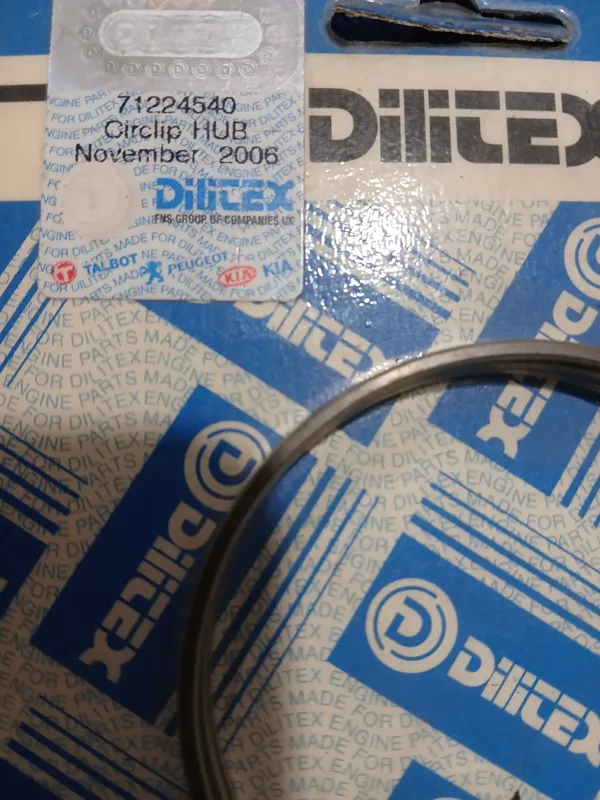 71224540
Circlip HUB
November 2006
DILITEX
DILITEX
FNS GROUP OF COMPANIES UK
TALBOT PEUGEOT KIA KIA
DILITEX
DILITEX
DILITEX
DILITEX
ENGINE PARTS MADE FOR DILITEX